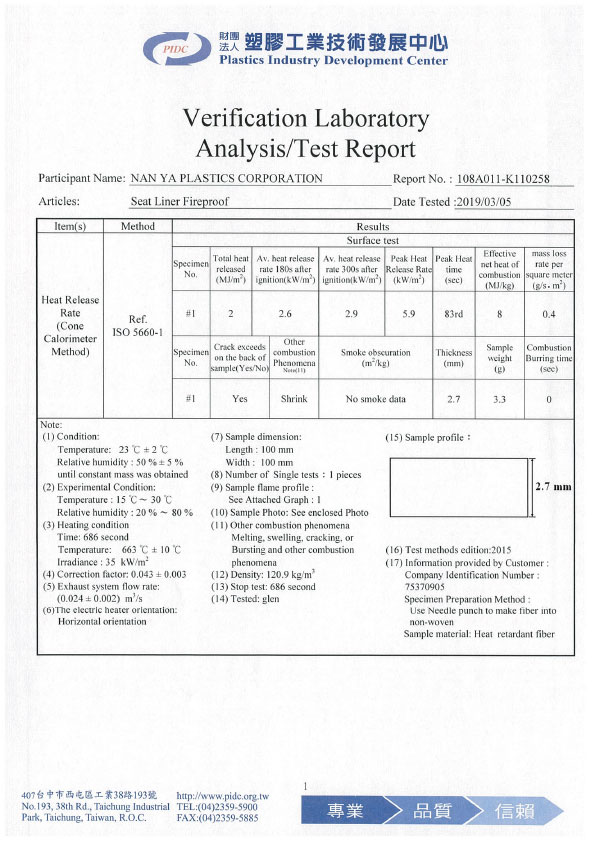 PIDC
財團法人 塑膠工業技術發展中心
Plastics Industry Development Center
Verification Laboratory
Analysis/Test Report
Participant Name: NAN YA PLASTICS CORPORATION Report No. : 108A011-K110258
Articles: Seat Liner Fireproof Date Tested :2019/03/05
Item(s) Method Results
Surface test
Specimen No. Total heat released (MJ/m²) Av. heat release rate 180s after ignition(kW/m²) Av. heat release rate 300s after ignition(kW/m²) Peak Heat Release Rate (kW/m²) Peak Heat time (sec) Effective net heat of combustion (MJ/kg) mass loss rate per square meter (g/s．m²)
Heat Release Rate (Cone Calorimeter Method) Ref. ISO 5660-1
#1 2 2.6 2.9 5.9 83rd 8 0.4
Specimen No. Crack exceeds on the back of sample(Yes/No) Other combustion Phenomena Note(11) Smoke obscuration (m²/kg) Thickness (mm) Sample weight (g) Combustion Burring time (sec)
#1 Yes Shrink No smoke data 2.7 3.3 0
Note:
(1) Condition:
Temperature: 23 ℃ ± 2 ℃
Relative humidity : 50 % ± 5 %
until constant mass was obtained
(2) Experimental Condition:
Temperature : 15 ℃ ~ 30 ℃
Relative humidity : 20 % ~ 80 %
(3) Heating condition
Time: 686 second
Temperature: 663 ℃ ± 10 ℃
Irradiance : 35 kW/m²
(4) Correction factor: 0.043 ± 0.003
(5) Exhaust system flow rate:
(0.024 ± 0.002) m³/s
(6)The electric heater orientation:
Horizontal orientation
(7) Sample dimension:
Length : 100 mm
Width : 100 mm
(8) Number of Single tests：1 pieces
(9) Sample flame profile :
See Attached Graph : 1
(10) Sample Photo: See enclosed Photo
(11) Other combustion phenomena
Melting, swelling, cracking, or
Bursting and other combustion
phenomena
(12) Density: 120.9 kg/m³
(13) Stop test: 686 second
(14) Tested: glen
(15) Sample profile：
2.7 mm
(16) Test methods edition:2015
(17) Information provided by Customer :
Company Identification Number :
75370905
Specimen Preparation Method :
Use Needle punch to make fiber into
non-woven
Sample material: Heat retardant fiber
1
407台中市西屯區工業38路193號 http://www.pidc.org.tw
No.193, 38th Rd., Taichung Industrial TEL:(04)2359-5900
Park, Taichung, Taiwan, R.O.C. FAX:(04)2359-5885
專業 品質 信賴